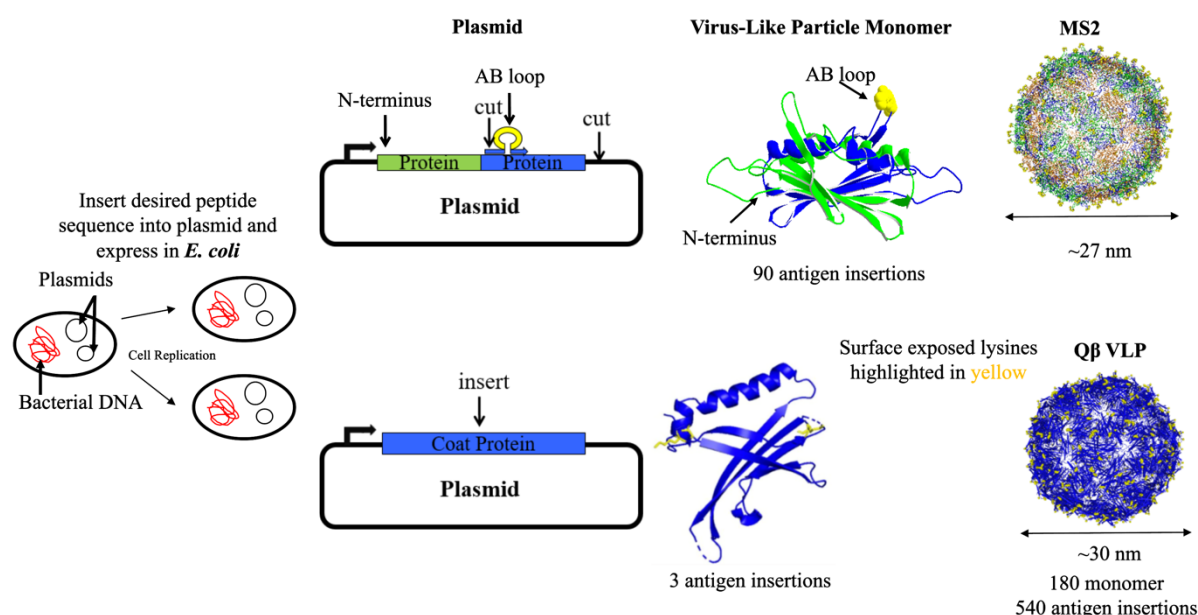 Plasmid
AB loop
N-terminus
cut
cut
Protein
Protein
Plasmid
Virus-Like Particle Monomer
AB loop
N-terminus
90 antigen insertions
MS2
~27 nm
Insert desired peptide
sequence into plasmid and
express in E. coli
Plasmids
Cell Replication
Bacterial DNA
insert
Coat Protein
Plasmid
3 antigen insertions
Surface exposed lysines
highlighted in yellow
Qβ VLP
~30 nm
180 monomer
540 antigen insertions